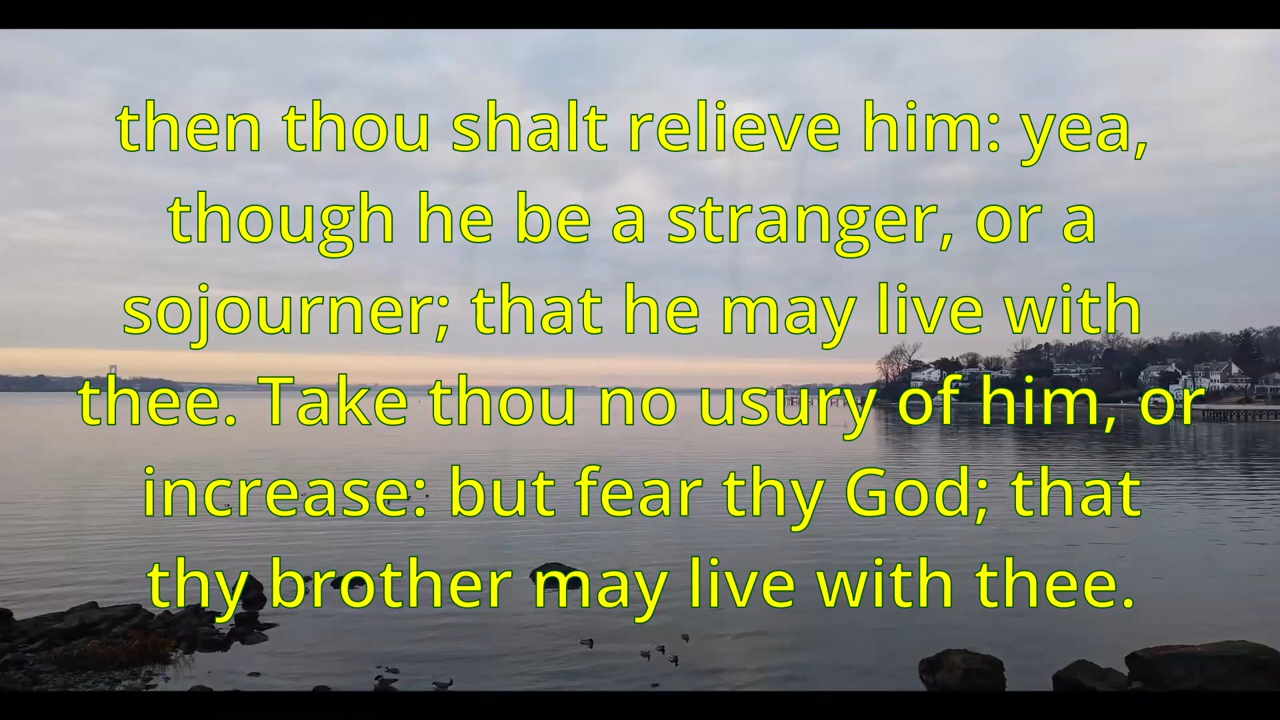 then thou shalt relieve him: yea,
though he be a stranger, or a
sojourner; that he may live with
thee. Take thou no usury of him, or
increase: but fear thy God; that
thy brother may live with thee.